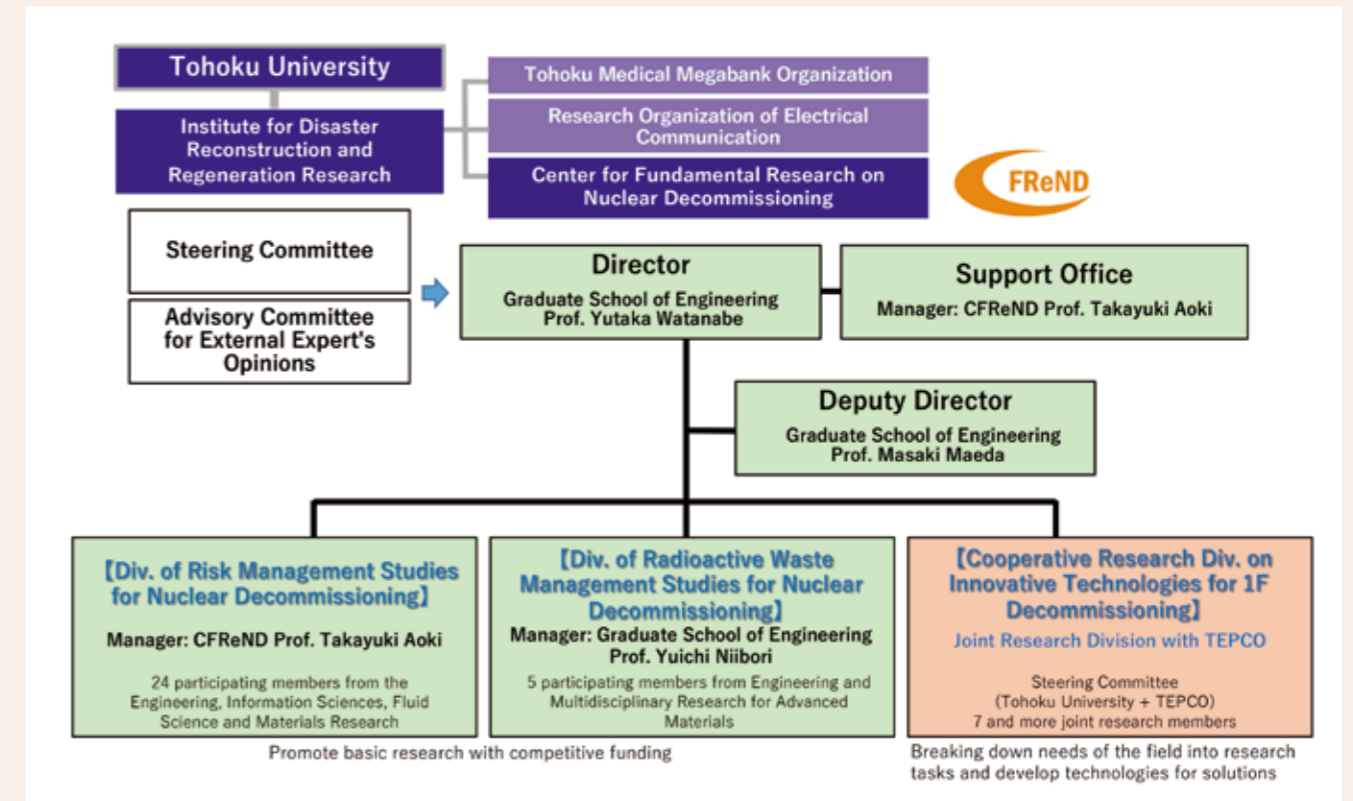 Tohoku University
Institute for Disaster
Reconstruction and
Regeneration Research
Tohoku Medical Megabank Organization
Research Organization of Electrical
Communication
Center for Fundamental Research on
Nuclear Decommissioning
FReND
Steering Committee
Advisory Committee
for External Expert's
Opinions
Director
Graduate School of Engineering
Prof. Yutaka Watanabe
Support Office
Manager: CFReND Prof. Takayuki Aoki
Deputy Director
Graduate School of Engineering
Prof. Masaki Maeda
【Div. of Risk Management Studies
for Nuclear Decommissioning】
Manager: CFReND Prof. Takayuki Aoki
24 participating members from the
Engineering, Information Sciences, Fluid
Science and Materials Research
【Div. of Radioactive Waste
Management Studies for Nuclear
Decommissioning】
Manager: Graduate School of Engineering
Prof. Yuichi Niibori
5 participating members from Engineering and
Multidisciplinary Research for Advanced
Materials
【Cooperative Research Div. on
Innovative Technologies for 1F
Decommissioning】
Joint Research Division with TEPCO
Steering Committee
(Tohoku University + TEPCO)
7 and more joint research members
Promote basic research with competitive funding
Breaking down needs of the field into research
tasks and develop technologies for solutions